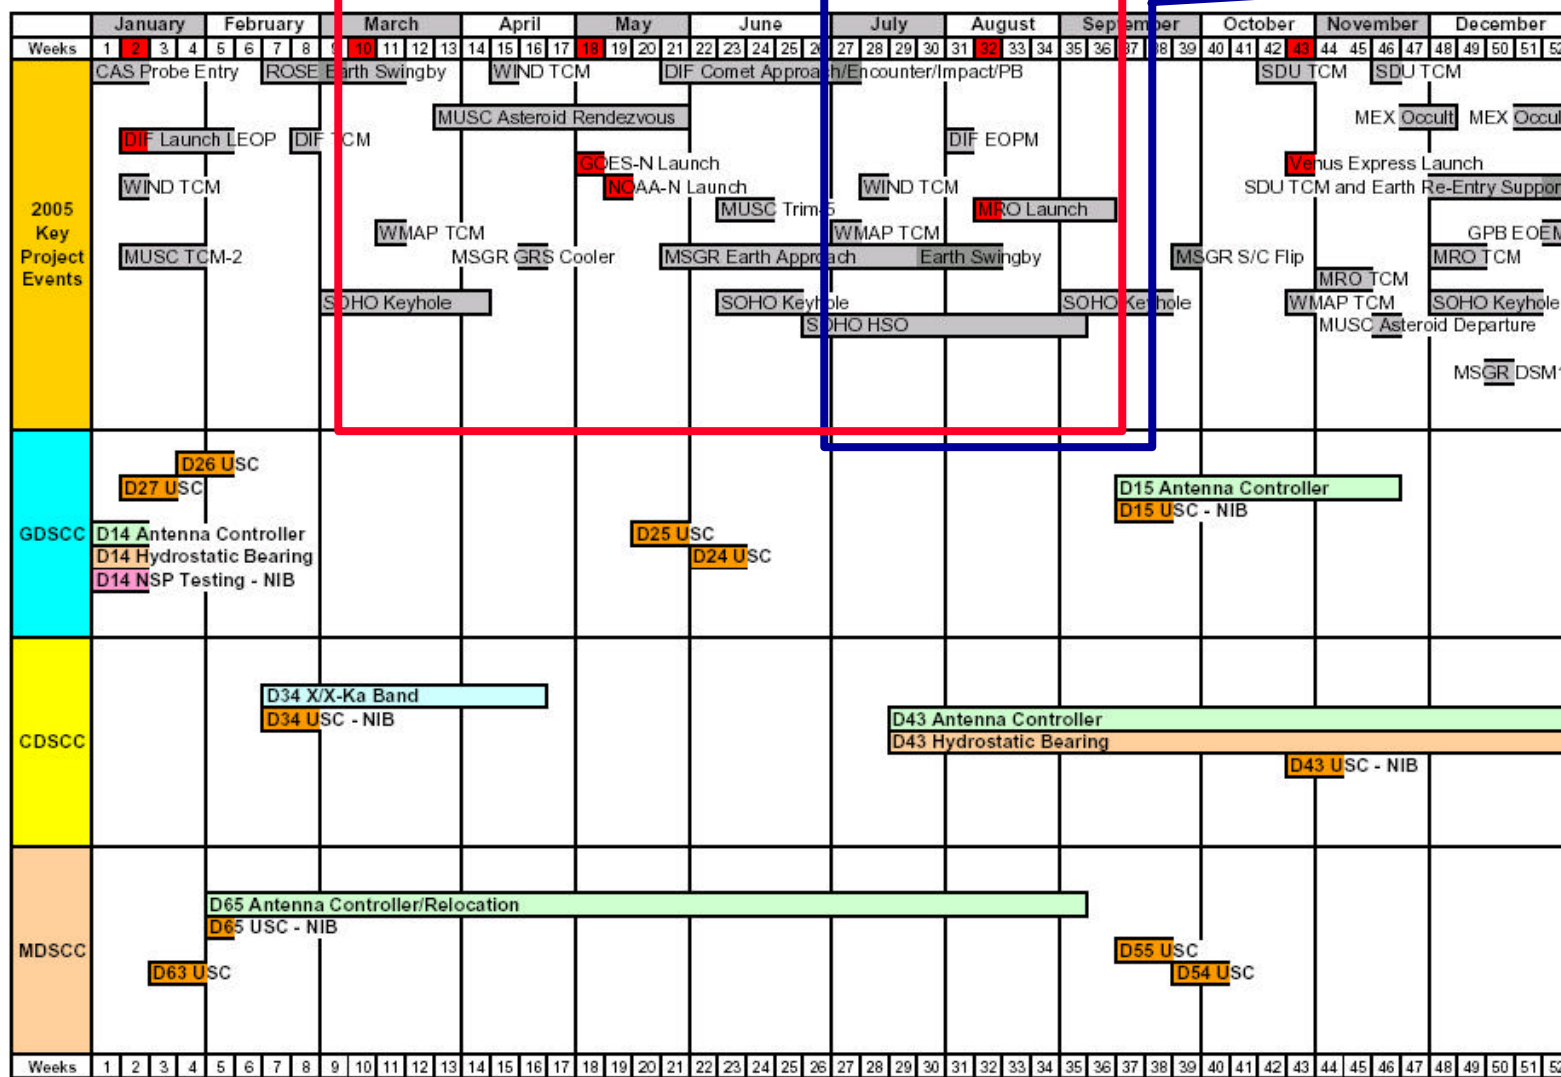 January February March April May June July August September October November December
Weeks 1 2 3 4 5 6 7 8 9 10 11 12 13 14 15 16 17 18 19 20 21 22 23 24 25 26 27 28 29 30 31 32 33 34 35 36 37 38 39 40 41 42 43 44 45 46 47 48 49 50 51 52
2005 Key Project Events
CAS Probe Entry ROSE Earth Swingby WIND TCM DIF Comet Approach/Encounter/Impact/PB SDU TCM SDU TCM
MUSC Asteroid Rendezvous MEX Occult MEX Occul
DIF Launch LEOP DIF TCM DIF EOPM
GOES-N Launch Venus Express Launch
WIND TCM NOAA-N Launch WIND TCM SDU TCM and Earth Re-Entry Suppor
MUSC Trim-5 MRO Launch
WMAP TCM WMAP TCM GPB EOEM
MUSC TCM-2 MSGR GRS Cooler MSGR Earth Approach Earth Swingby MSGR S/C Flip MRO TCM
MRO TCM
SOHO Keyhole SOHO Keyhole SOHO Keyhole WMAP TCM SOHO Keyhole
SOHO HSO MUSC Asteroid Departure
MSGR DSM1
GDSCC
D26 USC
D27 USC D15 Antenna Controller
D15 USC - NIB
D14 Antenna Controller D25 USC
D14 Hydrostatic Bearing D24 USC
D14 NSP Testing - NIB
CDSCC
D34 X/X-Ka Band
D34 USC - NIB D43 Antenna Controller
D43 Hydrostatic Bearing
D43 USC - NIB
MDSCC
D65 Antenna Controller/Relocation
D65 USC - NIB
D55 USC
D63 USC D54 USC
Weeks 1 2 3 4 5 6 7 8 9 10 11 12 13 14 15 16 17 18 19 20 21 22 23 24 25 26 27 28 29 30 31 32 33 34 35 36 37 38 39 40 41 42 43 44 45 46 47 48 49 50 51 52